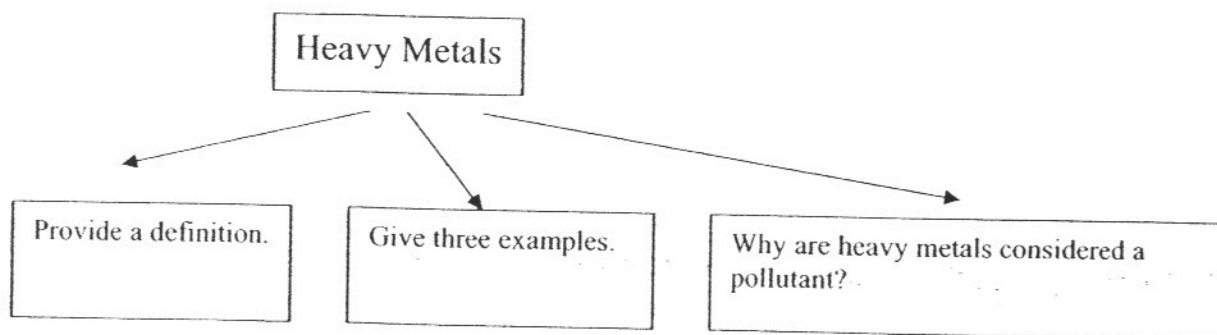 Heavy Metals
Provide a definition.
Give three examples.
Why are heavy metals considered a
pollutant?